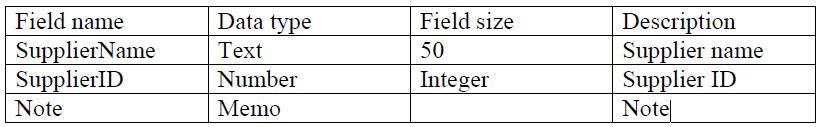 Field name Data type Field size Description
SupplierName Text 50 Supplier name
SupplierID Number Integer Supplier ID
Note Memo Note